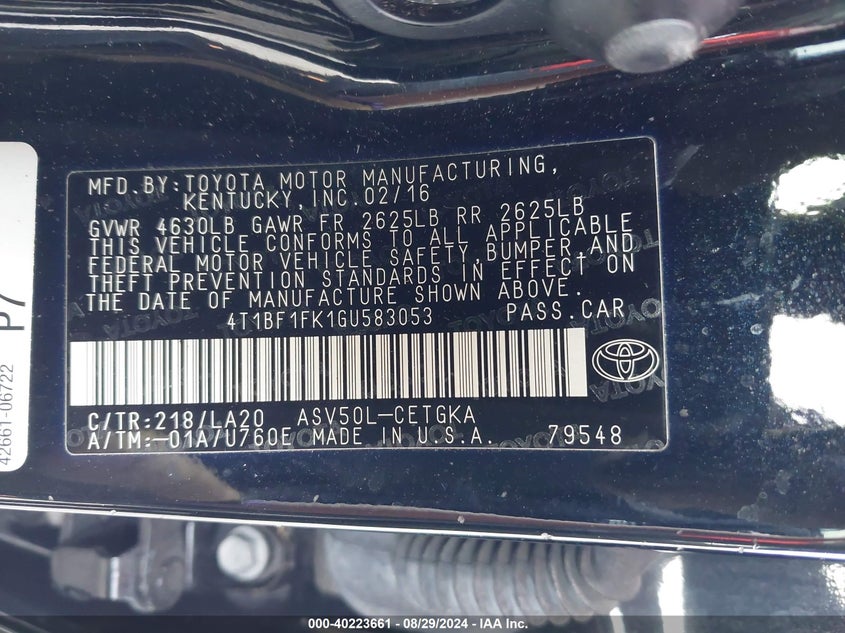 MFD.BY:TOYOTA MOTOR MANUFACTURING,
KENTUCKY,INC.02/16
GVWR 4630LB GAWR FR 2625LB RR 2625LB
THIS VEHICLE CONFORMS TO ALL APPLICABLE
FEDERAL MOTOR VEHICLE SAFETY,BUMPER,AND
THEFT PREVENTION STANDARDS IN EFFECT ON
THE DATE OF MANUFACTURE SHOWN ABOVE.
4T1BF1FK1GU583053 PASS.CAR
C/TR:218/LA20 ASV50L-CETGKA
A/TM:-01A/U760E MADE IN U.S.A. 79548
P7
42661-06722
000-40223661 - 08/29/2024 - IAA Inc.